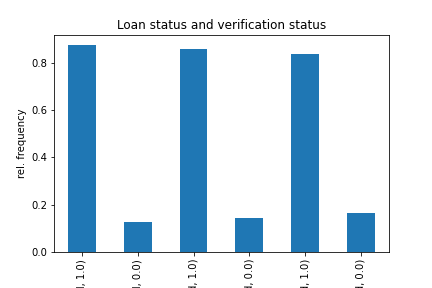 Loan status and verification status
rel. frequency
0.8
0.6
0.4
0.2
0.0
d, 1.0)
d, 0.0)
d, 1.0)
d, 0.0)
d, 1.0)
d, 0.0)